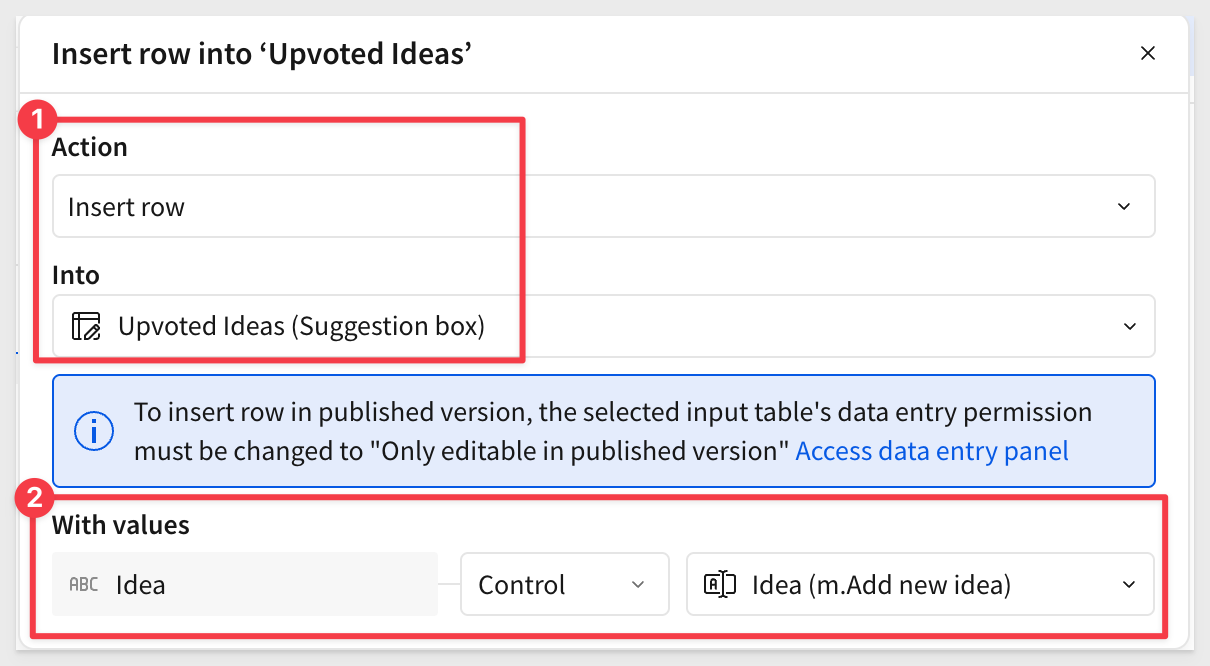 Insert row into ‘Upvoted Ideas’
1
Action
Insert row
Into
Upvoted Ideas (Suggestion box)
To insert row in published version, the selected input table's data entry permission
must be changed to "Only editable in published version" Access data entry panel
2
With values
ABC Idea Control Idea (m.Add new idea)